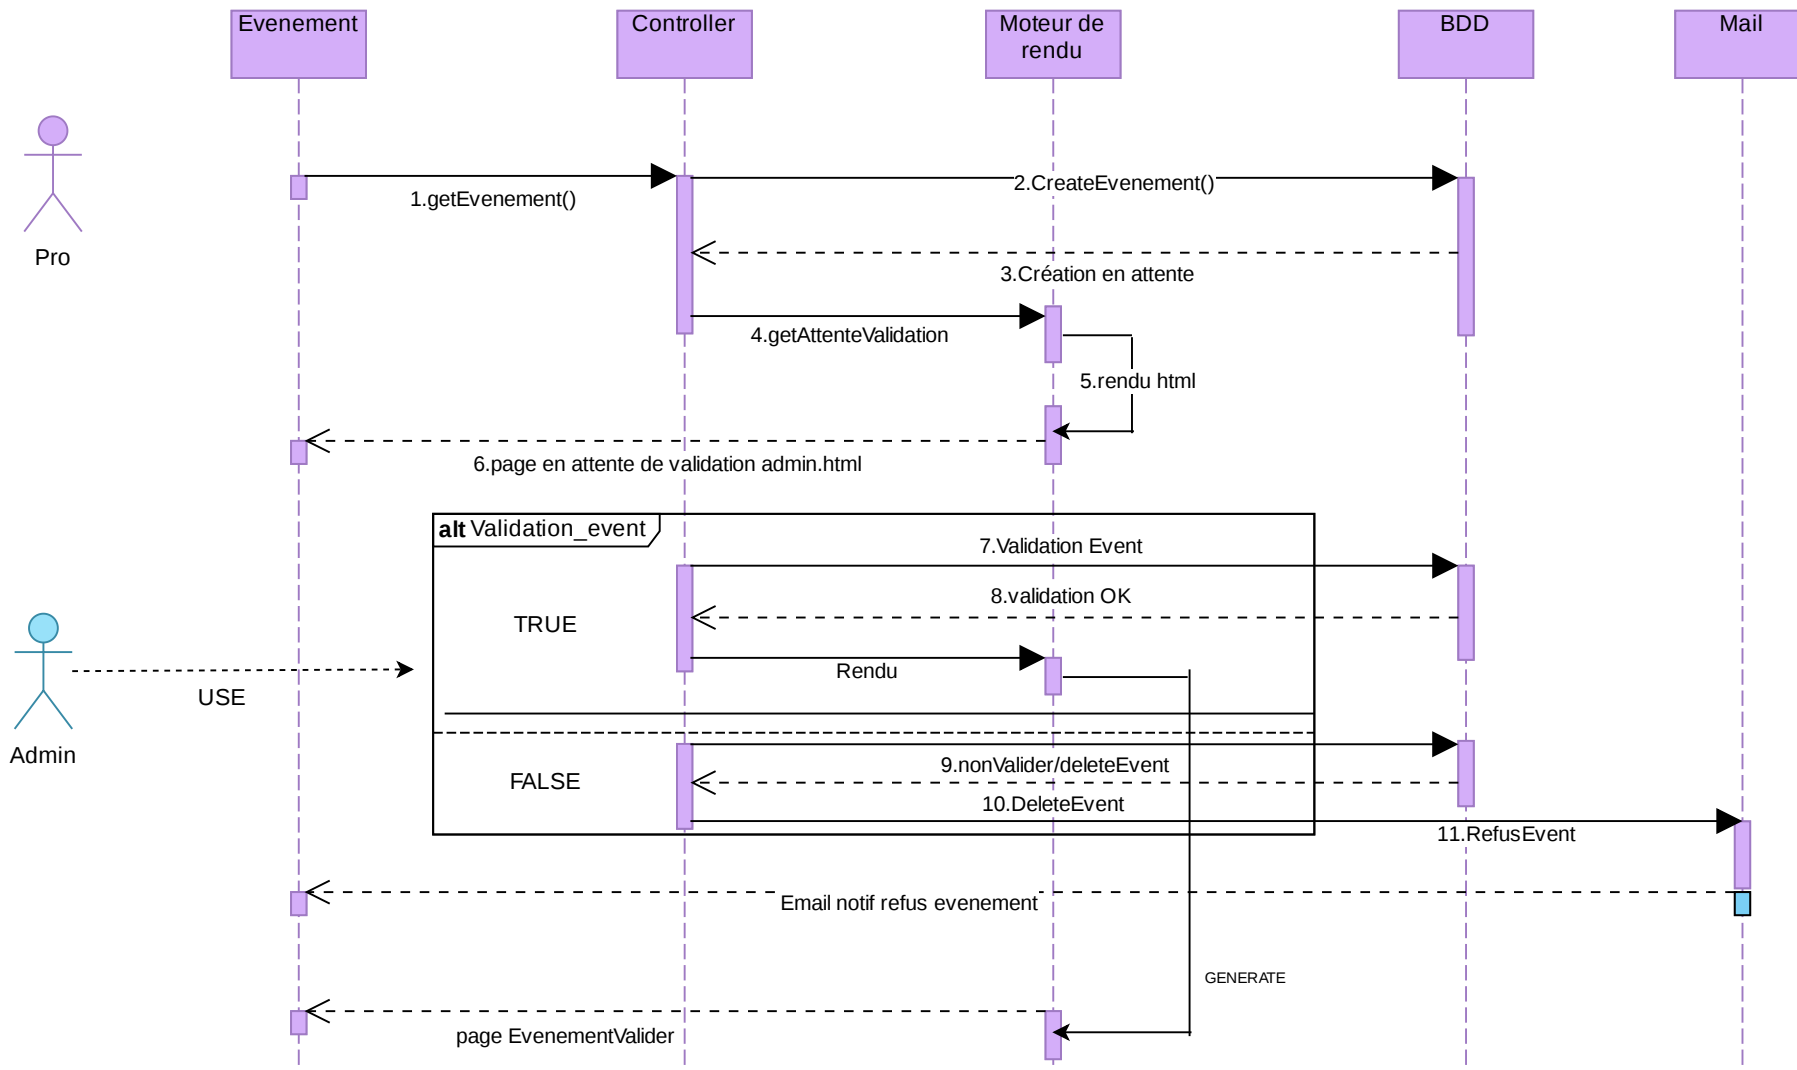 Evenement
Controller
Moteur de
rendu
BDD
Mail
Pro
1.getEvenement()
2.CreateEvenement()
3.Création en attente
4.getAttenteValidation
5.rendu html
6.page en attente de validation admin.html
alt Validation_event
7.Validation Event
8.validation OK
TRUE
Rendu
USE
Admin
9.nonValider/deleteEvent
FALSE
10.DeleteEvent
11.RefusEvent
Email notif refus evenement
GENERATE
page EvenementValider